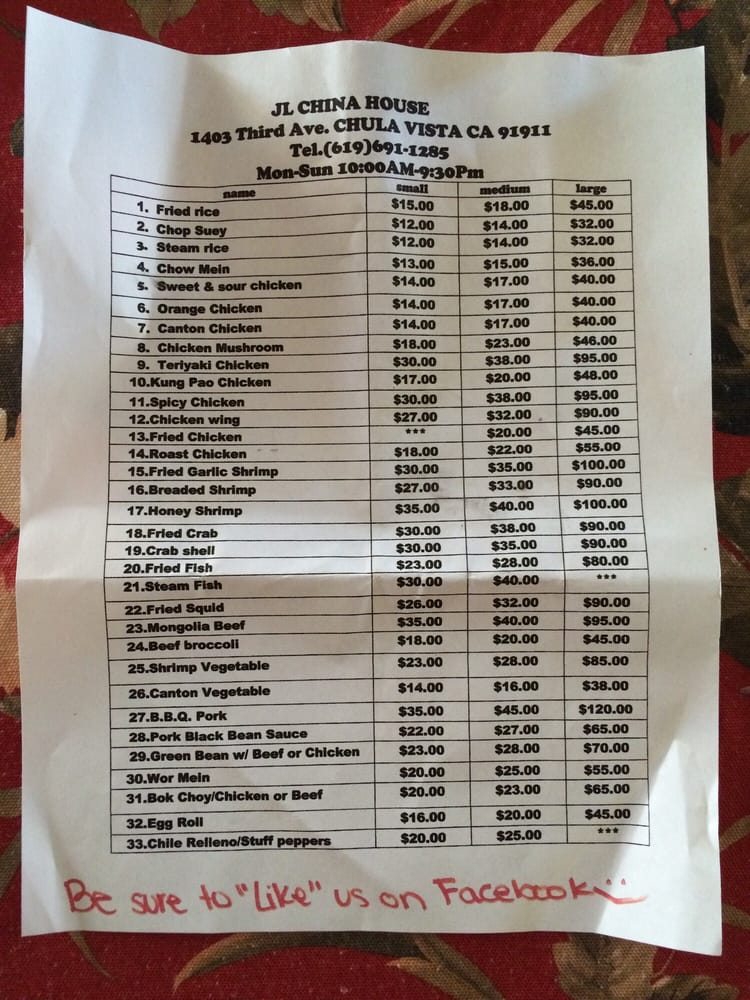 JL CHINA HOUSE
1403 Third Ave. CHULA VISTA CA 91911
Tel.(619)691-1285
Mon-Sun 10:00AM-9:30Pm
name small medium large
1. Fried rice $15.00 $18.00 $45.00
2. Chop Suey $12.00 $14.00 $32.00
3. Steam rice $12.00 $14.00 $32.00
4. Chow Mein $13.00 $15.00 $36.00
5. Sweet & sour chicken $14.00 $17.00 $40.00
6. Orange Chicken $14.00 $17.00 $40.00
7. Canton Chicken $14.00 $17.00 $40.00
8. Chicken Mushroom $18.00 $23.00 $46.00
9. Teriyaki Chicken $30.00 $38.00 $95.00
10.Kung Pao Chicken $17.00 $20.00 $48.00
11.Spicy Chicken $30.00 $38.00 $95.00
12.Chicken wing $27.00 $32.00 $90.00
13.Fried Chicken *** $20.00 $45.00
14.Roast Chicken $18.00 $22.00 $55.00
15.Fried Garlic Shrimp $30.00 $35.00 $100.00
16.Breaded Shrimp $27.00 $33.00 $90.00
17.Honey Shrimp $35.00 $40.00 $100.00
18.Fried Crab $30.00 $38.00 $90.00
19.Crab shell $30.00 $35.00 $90.00
20.Fried Fish $23.00 $28.00 $80.00
21.Steam Fish $30.00 $40.00 ***
22.Fried Squid $26.00 $32.00 $90.00
23.Mongolia Beef $35.00 $40.00 $95.00
24.Beef broccoli $18.00 $20.00 $45.00
25.Shrimp Vegetable $23.00 $28.00 $85.00
26.Canton Vegetable $14.00 $16.00 $38.00
27.B.B.Q. Pork $35.00 $45.00 $120.00
28.Pork Black Bean Sauce $22.00 $27.00 $65.00
29.Green Bean w/ Beef or Chicken $23.00 $28.00 $70.00
30.Wor Mein $20.00 $25.00 $55.00
31.Bok Choy/Chicken or Beef $20.00 $23.00 $65.00
32.Egg Roll $16.00 $20.00 $45.00
33.Chile Relleno/Stuff peppers $20.00 $25.00 ***
Be sure to "Like" us on Facebook